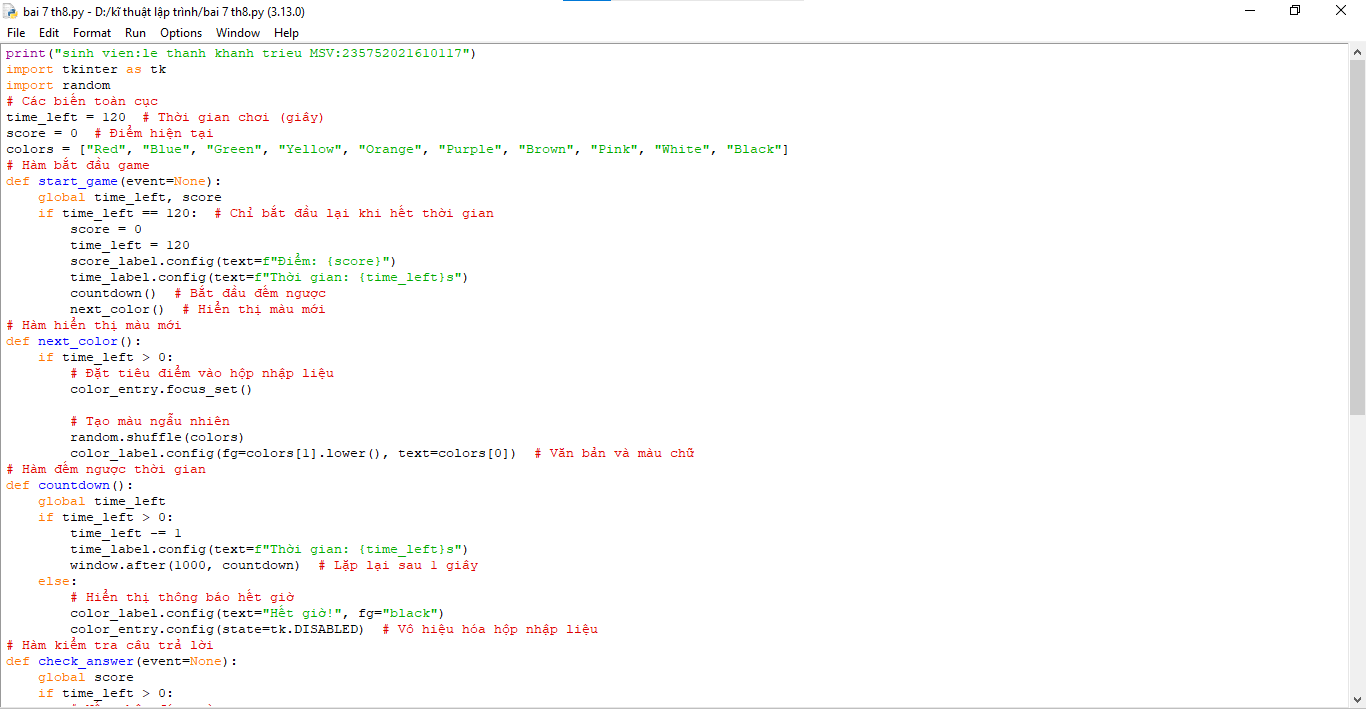 bai 7 th8.py - D:/kĩ thuật lập trình/bai 7 th8.py (3.13.0)
File Edit Format Run Options Window Help
print("sinh vien:le thanh khanh trieu MSV:235752021610117")
import tkinter as tk
import random
# Các biến toàn cục
time_left = 120  # Thời gian chơi (giây)
score = 0  # Điểm hiện tại
colors = ["Red", "Blue", "Green", "Yellow", "Orange", "Purple", "Brown", "Pink", "White", "Black"]
# Hàm bắt đầu game
def start_game(event=None):
    global time_left, score
    if time_left == 120:  # Chỉ bắt đầu lại khi hết thời gian
        score = 0
        time_left = 120
        score_label.config(text=f"Điểm: {score}")
        time_label.config(text=f"Thời gian: {time_left}s")
        countdown()  # Bắt đầu đếm ngược
        next_color()  # Hiển thị màu mới
# Hàm hiển thị màu mới
def next_color():
    if time_left > 0:
        # Đặt tiêu điểm vào hộp nhập liệu
        color_entry.focus_set()
        # Tạo màu ngẫu nhiên
        random.shuffle(colors)
        color_label.config(fg=colors[1].lower(), text=colors[0])  # Văn bản và màu chữ
# Hàm đếm ngược thời gian
def countdown():
    global time_left
    if time_left > 0:
        time_left -= 1
        time_label.config(text=f"Thời gian: {time_left}s")
        window.after(1000, countdown)  # Lặp lại sau 1 giây
    else:
        # Hiển thị thông báo hết giờ
        color_label.config(text="Hết giờ!", fg="black")
        color_entry.config(state=tk.DISABLED)  # Vô hiệu hóa hộp nhập liệu
# Hàm kiểm tra câu trả lời
def check_answer(event=None):
    global score
    if time_left > 0: